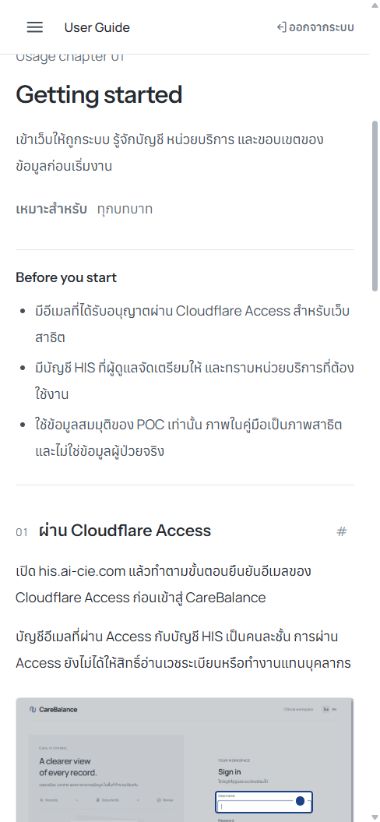 User Guide
ออกจากระบบ
Usage chapter 01
Getting started
เข้าเว็บให้ถูกระบบ รู้จักบัญชี หน่วยบริการ และขอบเขตของ
ข้อมูลก่อนเริ่มงาน
เหมาะสำหรับ ทุกบทบาท
Before you start
มีอีเมลที่ได้รับอนุญาตผ่าน Cloudflare Access สำหรับเว็บ
สาธิต
มีบัญชี HIS ที่ผู้ดูแลจัดเตรียมให้ และทราบหน่วยบริการที่ต้อง
ใช้งาน
ใช้ข้อมูลสมมุติของ POC เท่านั้น ภาพในคู่มือเป็นภาพสาธิต
และไม่ใช่ข้อมูลผู้ป่วยจริง
01 ผ่าน Cloudflare Access #
เปิด his.ai-cie.com แล้วทำตามขั้นตอนยืนยันอีเมลของ
Cloudflare Access ก่อนเข้าสู่ CareBalance
บัญชีอีเมลที่ผ่าน Access กับบัญชี HIS เป็นคนละชั้น การผ่าน
Access ยังไม่ได้ให้สิทธิ์อ่านเวชระเบียนหรือทำงานแทนบุคลากร
CareBalance
A clearer view
of every record.
Sign in